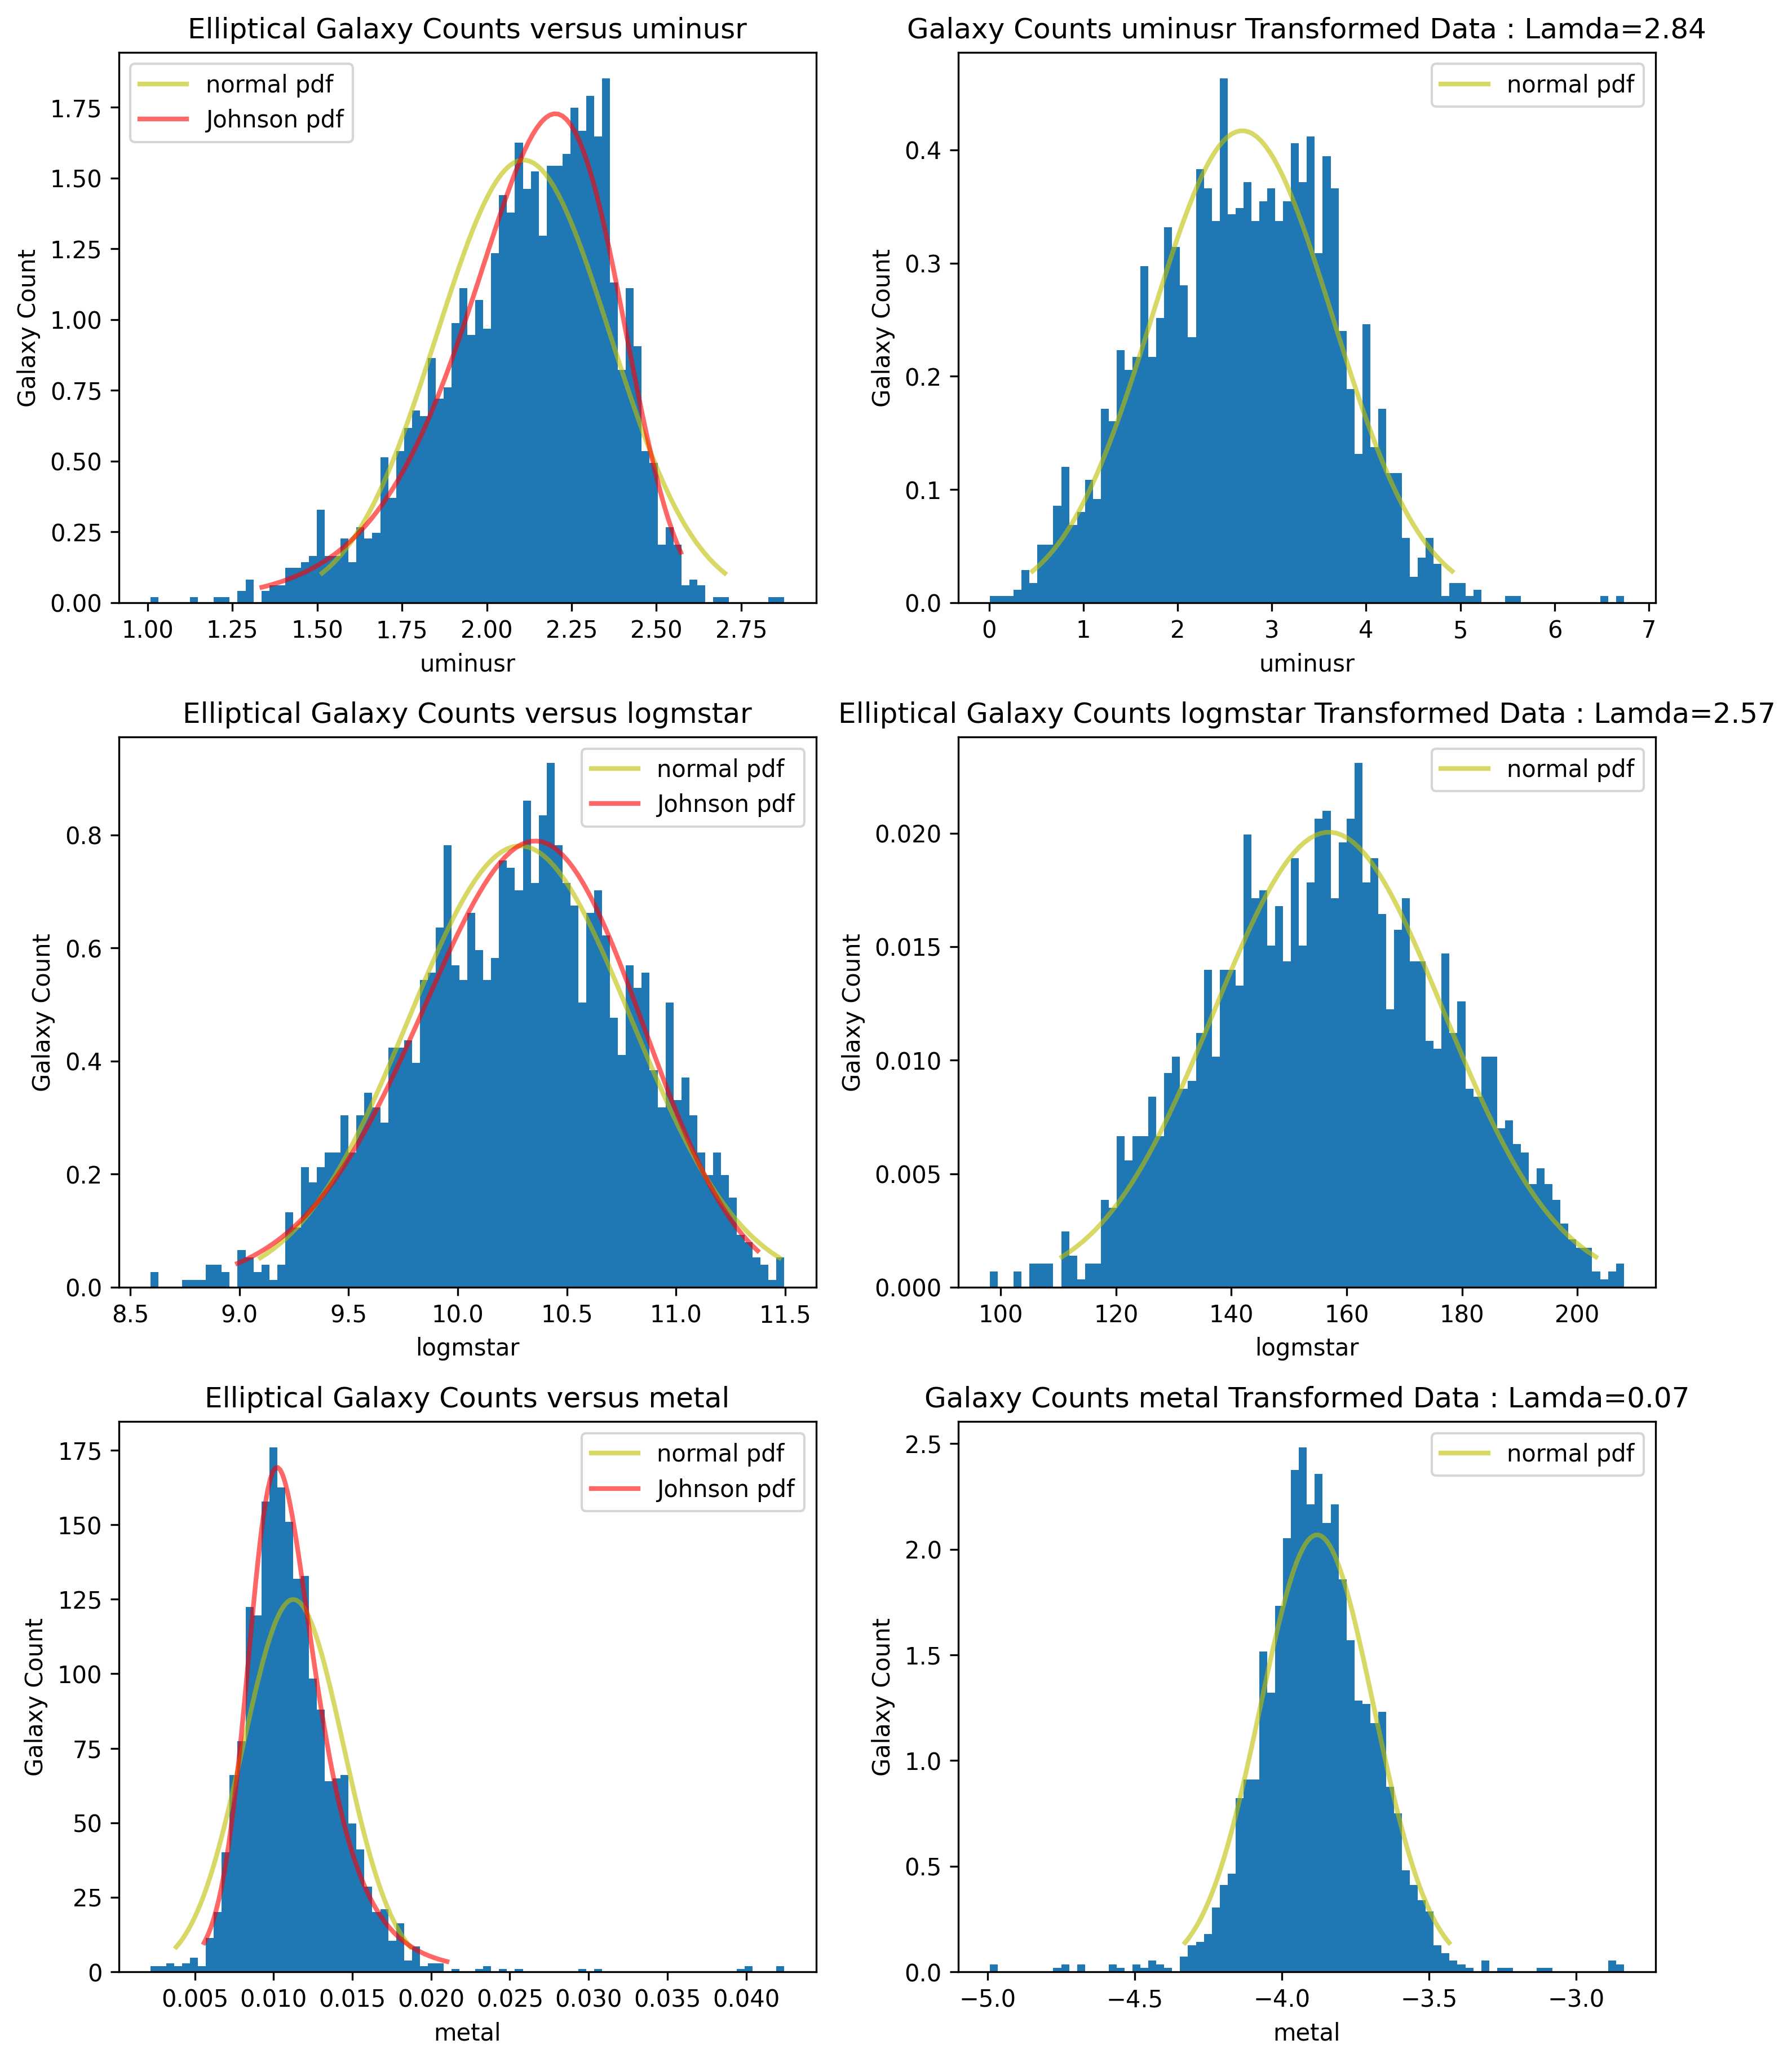 Elliptical Galaxy Counts versus uminusr
normal pdf
Johnson pdf
Galaxy Count
0.00
0.25
0.50
0.75
1.00
1.25
1.50
1.75
1.00 1.25 1.50 1.75 2.00 2.25 2.50 2.75
uminusr
Galaxy Counts uminusr Transformed Data : Lamda=2.84
normal pdf
Galaxy Count
0.0
0.1
0.2
0.3
0.4
0 1 2 3 4 5 6 7
uminusr
Elliptical Galaxy Counts versus logmstar
normal pdf
Johnson pdf
Galaxy Count
0.0
0.2
0.4
0.6
0.8
8.5 9.0 9.5 10.0 10.5 11.0 11.5
logmstar
Elliptical Galaxy Counts logmstar Transformed Data : Lamda=2.57
normal pdf
Galaxy Count
0.000
0.005
0.010
0.015
0.020
100 120 140 160 180 200
logmstar
Elliptical Galaxy Counts versus metal
normal pdf
Johnson pdf
Galaxy Count
0
25
50
75
100
125
150
175
0.005 0.010 0.015 0.020 0.025 0.030 0.035 0.040
metal
Galaxy Counts metal Transformed Data : Lamda=0.07
normal pdf
Galaxy Count
0.0
0.5
1.0
1.5
2.0
2.5
−5.0 −4.5 −4.0 −3.5 −3.0
metal